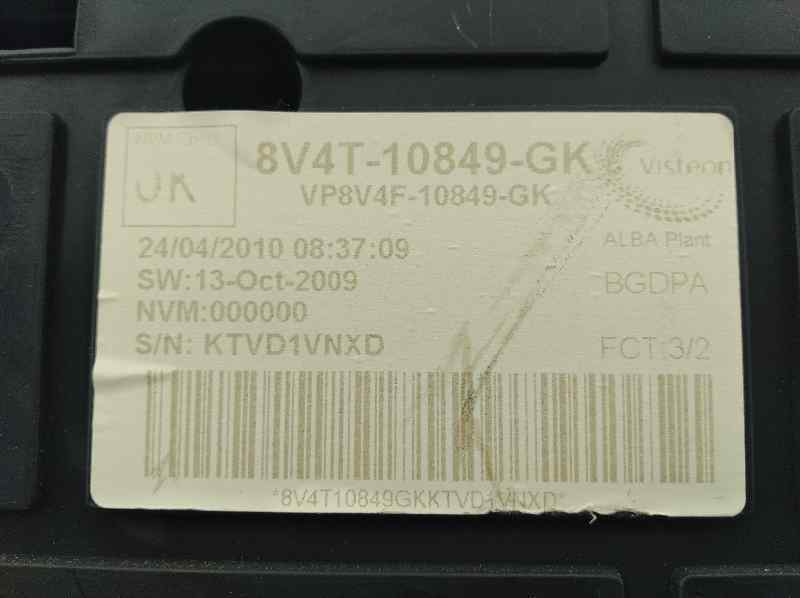 OK
8V4T-10849-GK
VP8V4F-10849-GK
Visteon
24/04/2010 08:37:09
ALBA Plant
SW:13-Oct-2009
BGDPA
NVM:000000
S/N: KTVD1VNXD
FCT:3/2
*8V4T10849GKKTVD1VNXD*